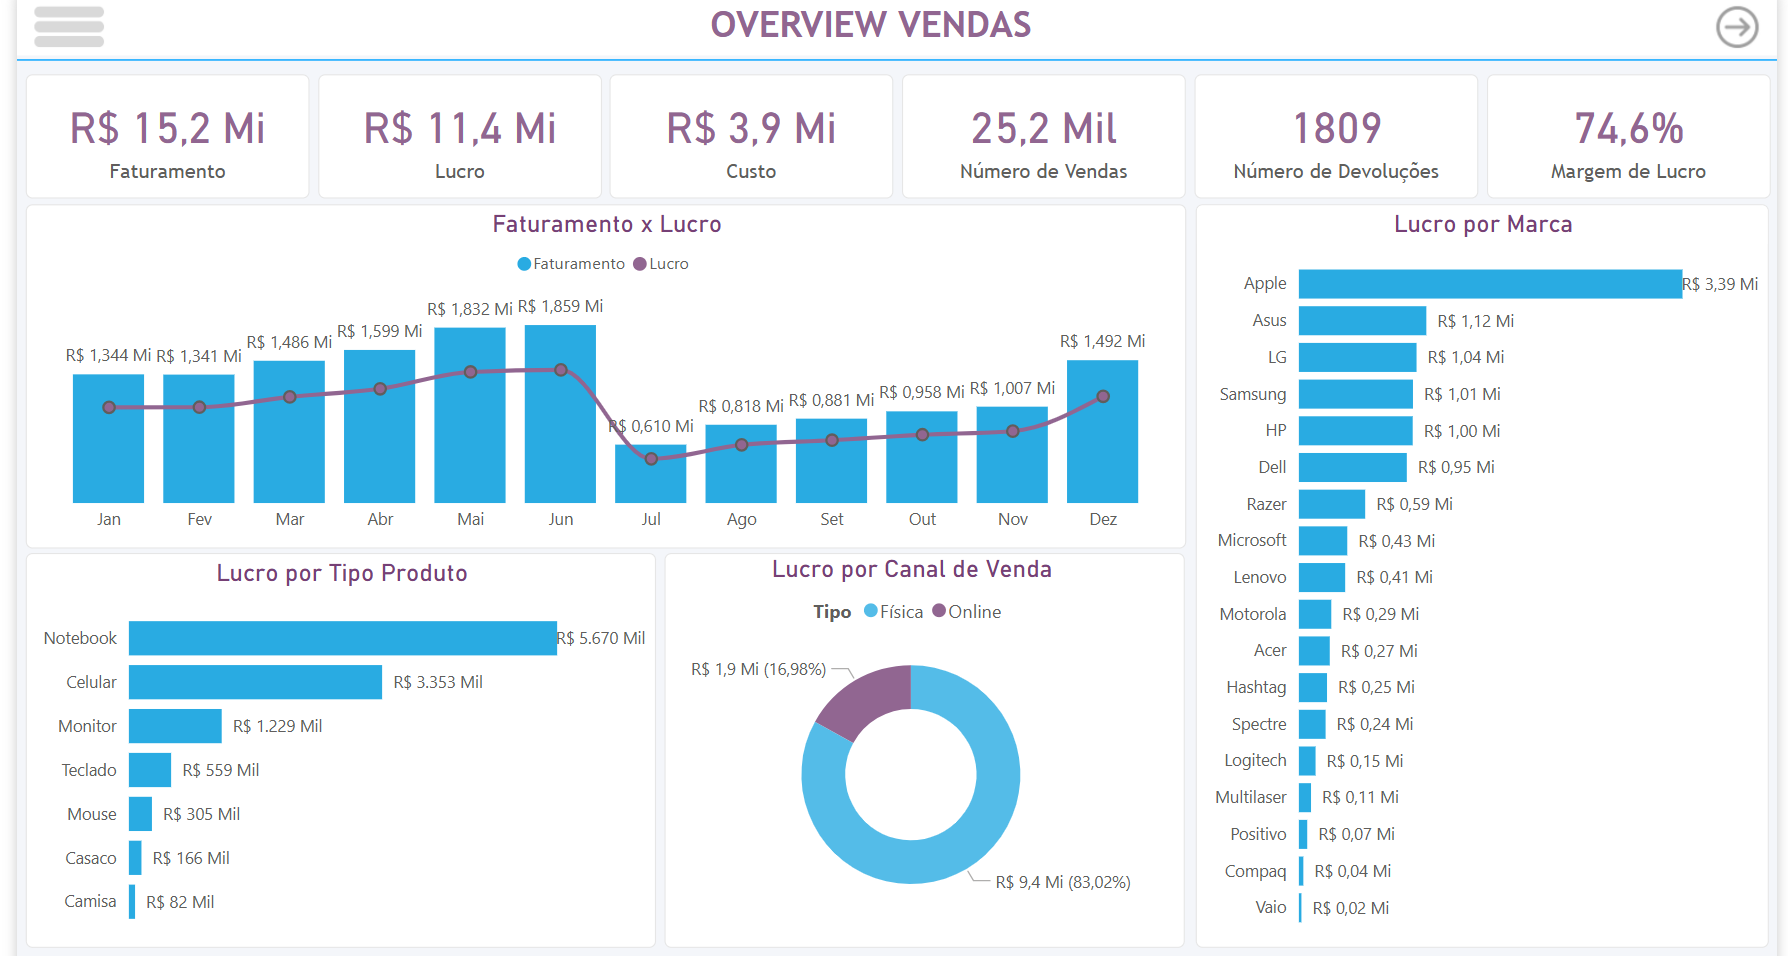 OVERVIEW VENDAS
R$ 15,2 Mi
Faturamento
R$ 11,4 Mi
Lucro
R$ 3,9 Mi
Custo
25,2 Mil
Número de Vendas
1809
Número de Devoluções
74,6%
Margem de Lucro
Faturamento x Lucro
Faturamento Lucro
R$ 1,344 Mi
R$ 1,341 Mi
R$ 1,486 Mi
R$ 1,599 Mi
R$ 1,832 Mi
R$ 1,859 Mi
R$ 0,610 Mi
R$ 0,818 Mi
R$ 0,881 Mi
R$ 0,958 Mi
R$ 1,007 Mi
R$ 1,492 Mi
Jan Fev Mar Abr Mai Jun Jul Ago Set Out Nov Dez
Lucro por Marca
Apple R$ 3,39 Mi
Asus R$ 1,12 Mi
LG R$ 1,04 Mi
Samsung R$ 1,01 Mi
HP R$ 1,00 Mi
Dell R$ 0,95 Mi
Razer R$ 0,59 Mi
Microsoft R$ 0,43 Mi
Lenovo R$ 0,41 Mi
Motorola R$ 0,29 Mi
Acer R$ 0,27 Mi
Hashtag R$ 0,25 Mi
Spectre R$ 0,24 Mi
Logitech R$ 0,15 Mi
Multilaser R$ 0,11 Mi
Positivo R$ 0,07 Mi
Compaq R$ 0,04 Mi
Vaio R$ 0,02 Mi
Lucro por Tipo Produto
Notebook R$ 5.670 Mil
Celular R$ 3.353 Mil
Monitor R$ 1.229 Mil
Teclado R$ 559 Mil
Mouse R$ 305 Mil
Casaco R$ 166 Mil
Camisa R$ 82 Mil
Lucro por Canal de Venda
Tipo Física Online
R$ 1,9 Mi (16,98%)
R$ 9,4 Mi (83,02%)